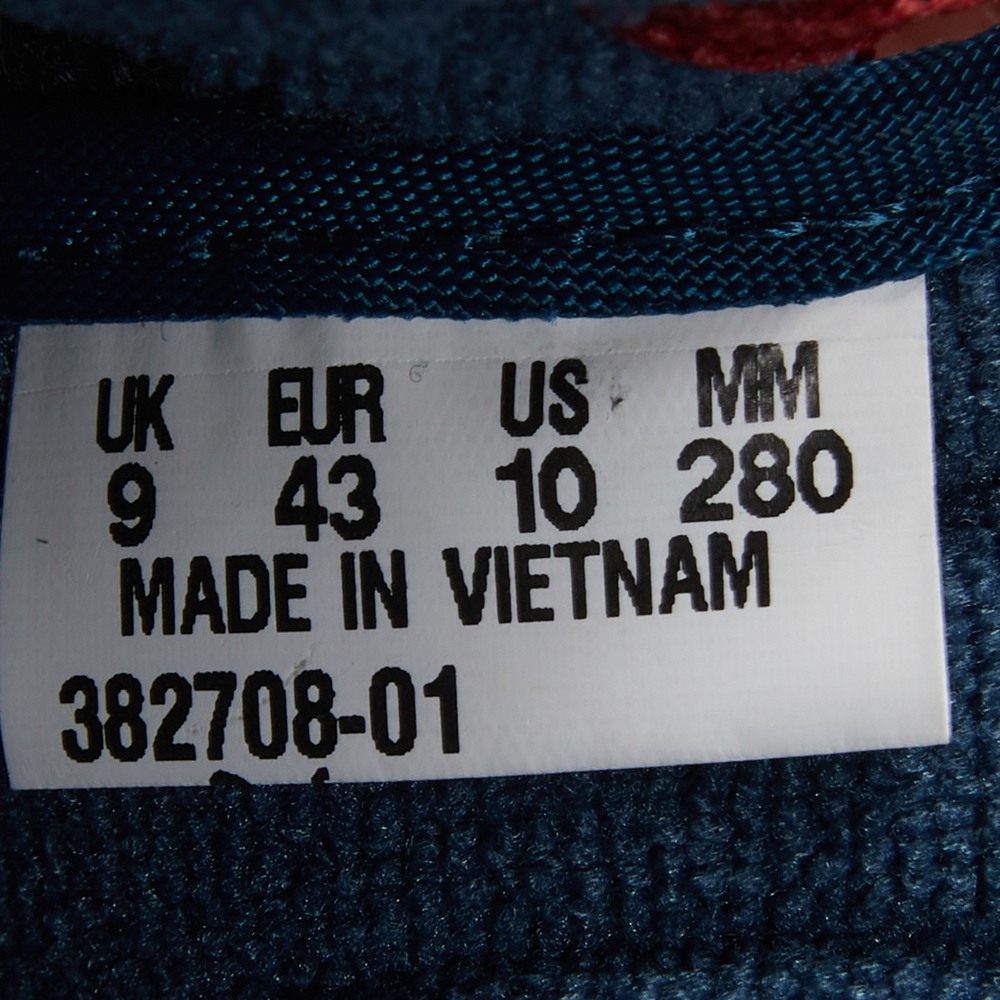 UK EUR US MM
9 43 10 280
MADE IN VIETNAM
382708-01